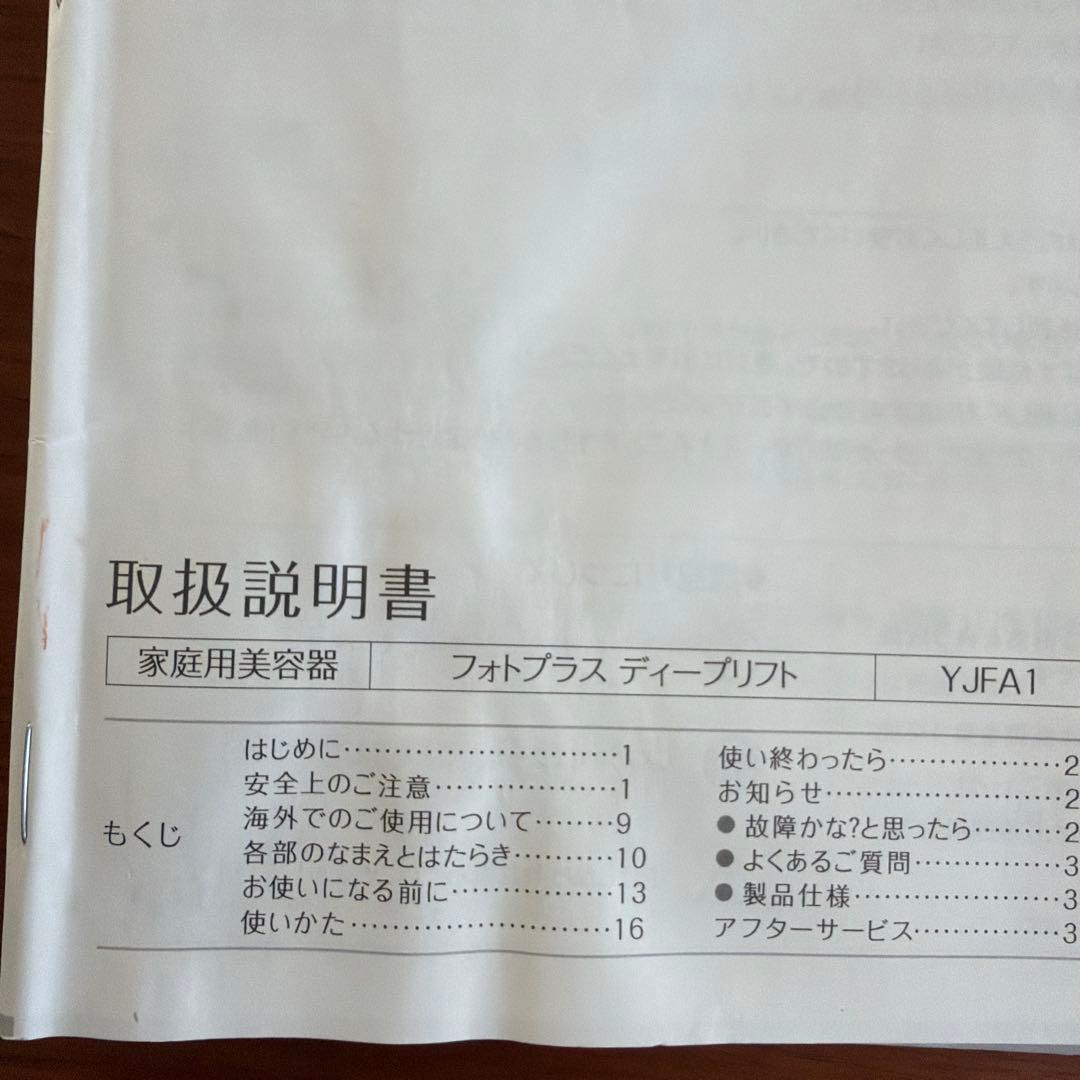 取扱説明書
家庭用美容器 フォトプラス ディープリフト YJFA1
もくじ
はじめに…………………………1
安全上のご注意………………1
海外でのご使用について………9
各部のなまえとはたらき…………10
お使いになる前に………………13
使いかた…………………………16
使い終わったら………………2
お知らせ………………………2
●故障かな?と思ったら………2
●よくあるご質問………………3
●製品仕様……………………3
アフターサービス………………3